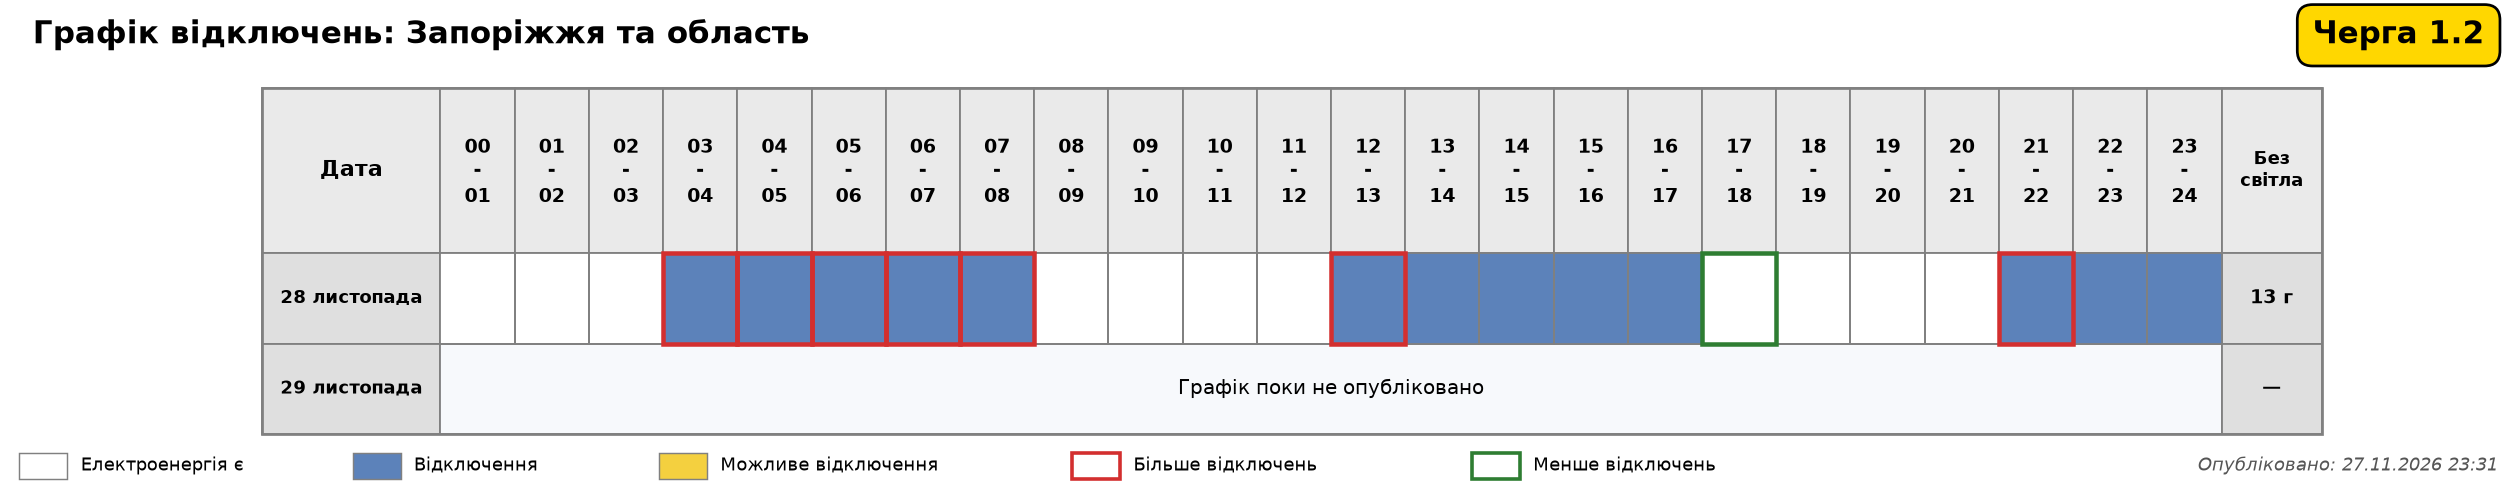 Графік відключень: Запоріжжя та область
Черга 1.2
Дата
00 - 01
01 - 02
02 - 03
03 - 04
04 - 05
05 - 06
06 - 07
07 - 08
08 - 09
09 - 10
10 - 11
11 - 12
12 - 13
13 - 14
14 - 15
15 - 16
16 - 17
17 - 18
18 - 19
19 - 20
20 - 21
21 - 22
22 - 23
23 - 24
Без
світла
28 листопада
13 г
29 листопада
Графік поки не опубліковано
—
Електроенергія є
Відключення
Можливе відключення
Більше відключень
Менше відключень
Опубліковано: 27.11.2026 23:31